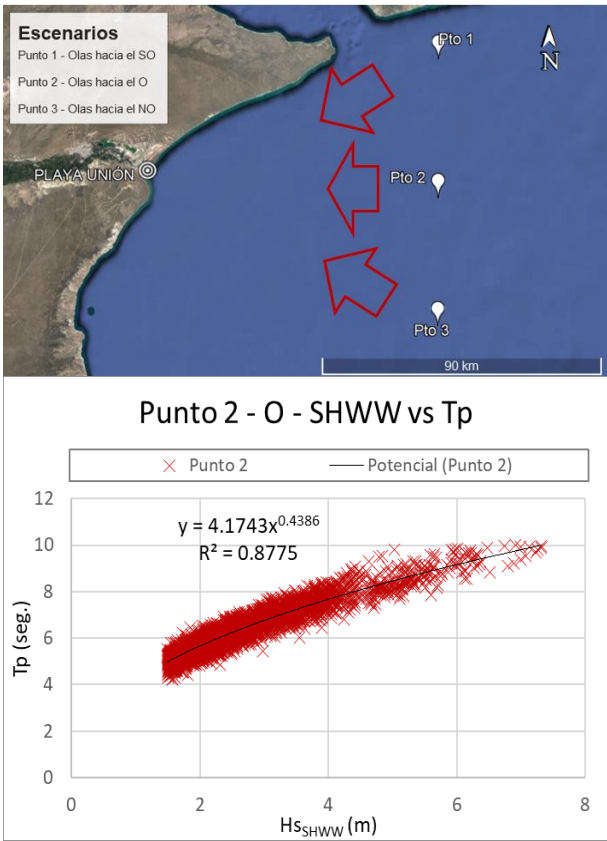 Escenarios
Punto 1 - Olas hacia el SO
Punto 2 - Olas hacia el O
Punto 3 - Olas hacia el NO
Pto 1
N
PLAYA UNIÓN
Pto 2
Pto 3
90 km
Punto 2 - O - SHWW vs Tp
Punto 2
Potencial (Punto 2)
y = 4.1743x^0.4386
R² = 0.8775
Tp (seg.)
12
10
8
6
4
2
0
0 2 4 6 8
Hs_SHWW (m)